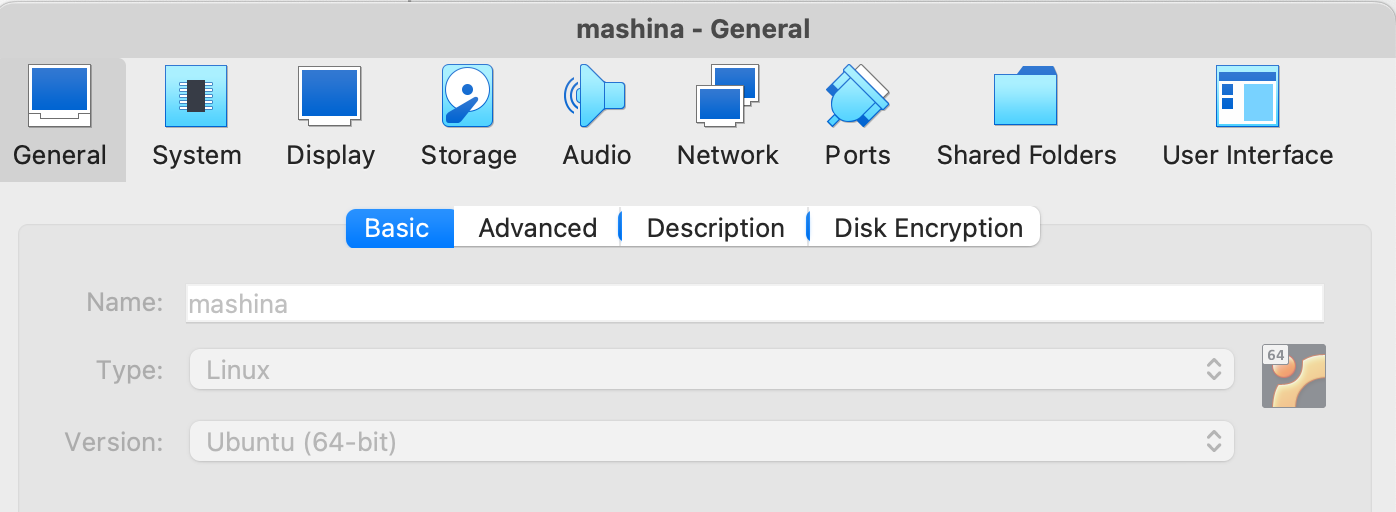 mashina - General
General System Display Storage Audio Network Ports Shared Folders User Interface
Basic Advanced Description Disk Encryption
Name: mashina
Type: Linux
64
Version: Ubuntu (64-bit)